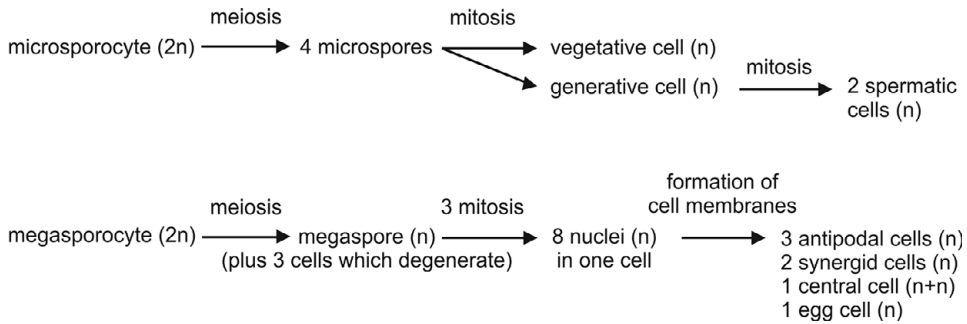 meiosis
mitosis
microsporocyte (2n)
4 microspores
vegetative cell (n)
generative cell (n)
mitosis
2 spermatic
cells (n)
formation of
cell membranes
meiosis
3 mitosis
megasporocyte (2n)
megaspore (n)
(plus 3 cells which degenerate)
8 nuclei (n)
in one cell
3 antipodal cells (n)
2 synergid cells (n)
1 central cell (n+n)
1 egg cell (n)